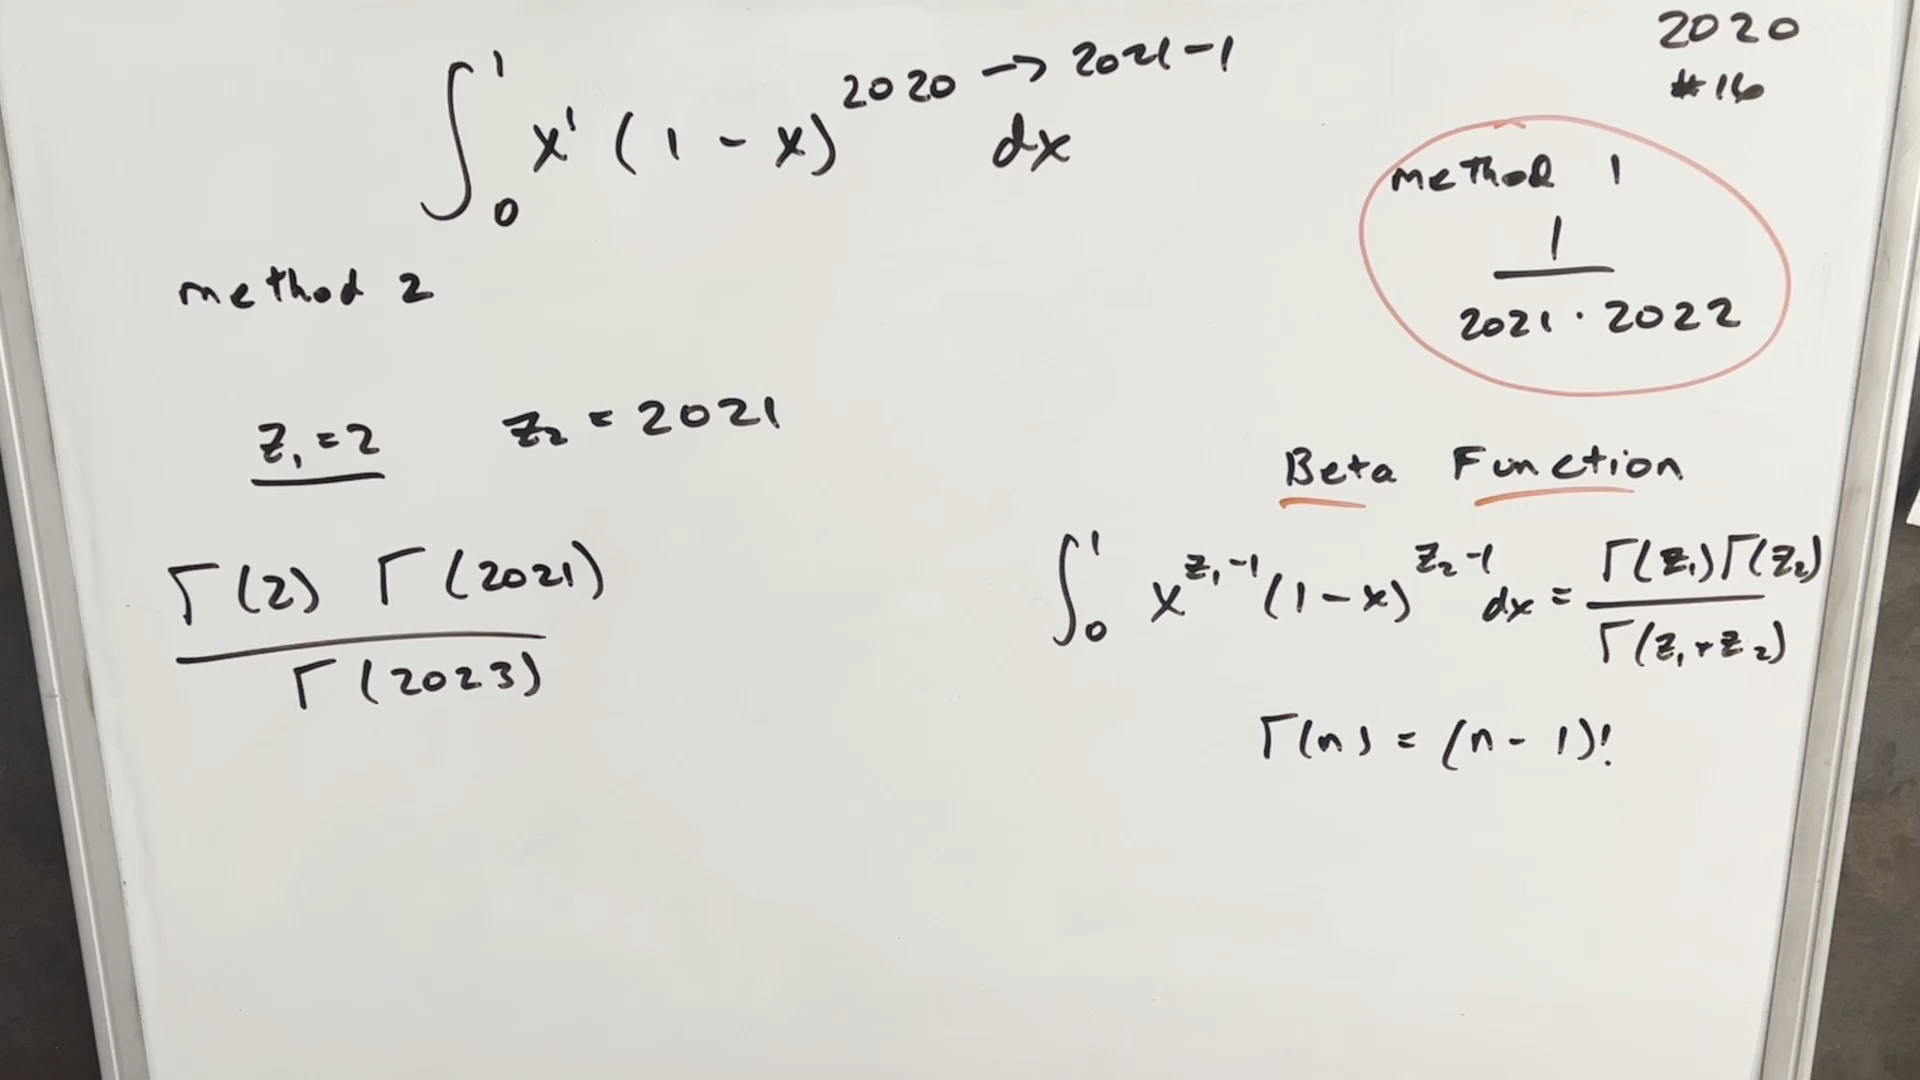 ∫₀¹ x¹ (1 - x)²⁰²⁰ → 2021-1 dx
2020
#16
method 1
1
2021 · 2022
method 2
z₁ = 2   z₂ = 2021
Γ(2) Γ(2021)
Γ(2023)
Beta Function
∫₀¹ x^(z₁-1) (1-x)^(z₂-1) dx = Γ(z₁)Γ(z₂) / Γ(z₁+z₂)
Γ(n) = (n - 1)!